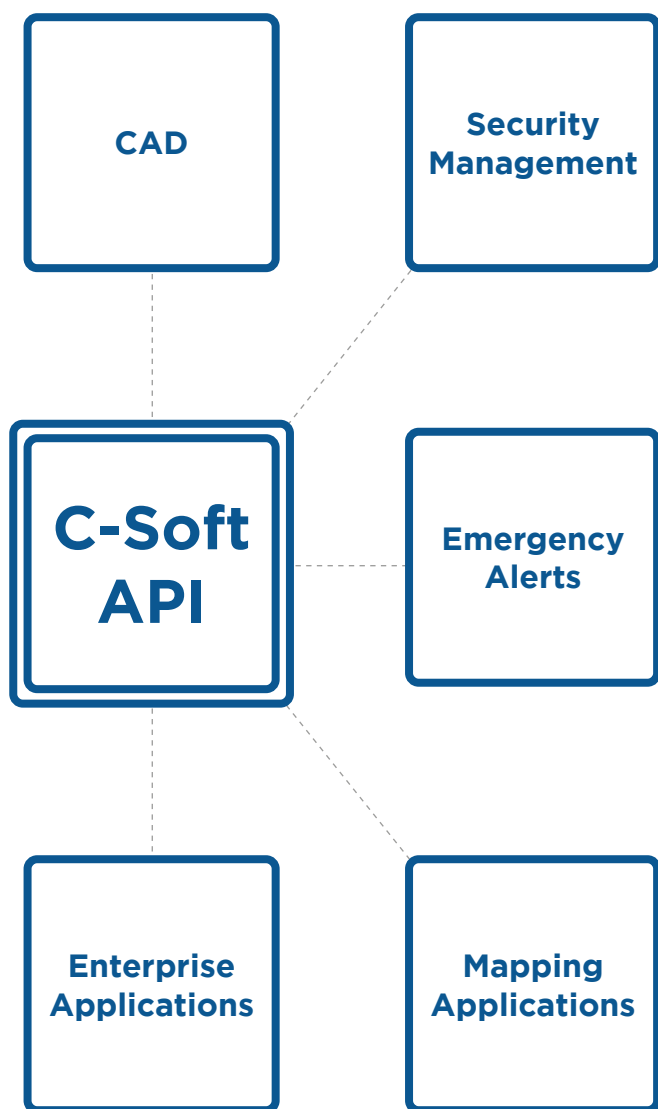 CAD
Security
Management
C-Soft
API
Emergency
Alerts
Enterprise
Applications
Mapping
Applications